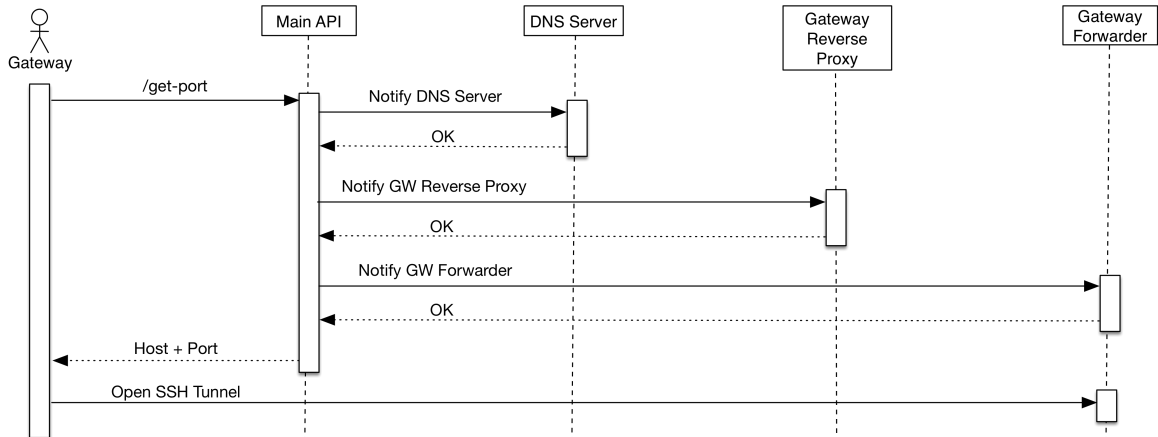 Gateway
Main API
DNS Server
Gateway
Reverse
Proxy
Gateway
Forwarder
/get-port
Notify DNS Server
OK
Notify GW Reverse Proxy
OK
Notify GW Forwarder
OK
Host + Port
Open SSH Tunnel